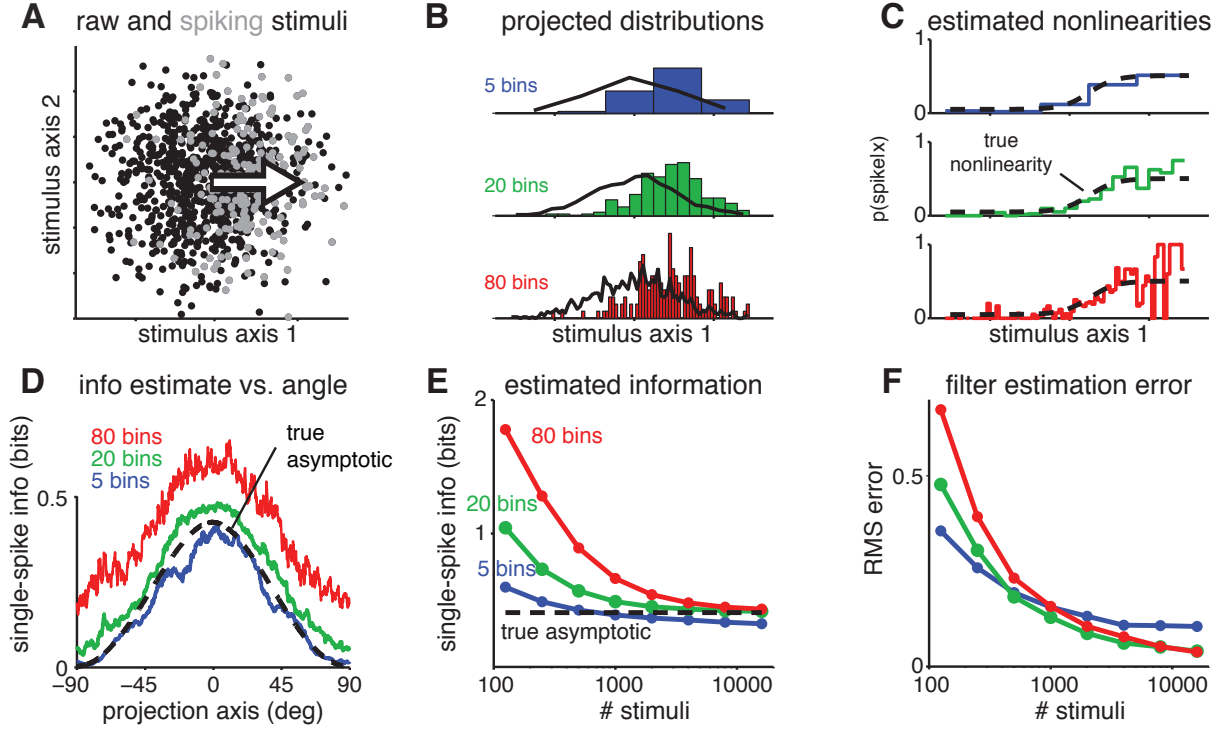 A raw and spiking stimuli
stimulus axis 2
stimulus axis 1
B projected distributions
5 bins
20 bins
80 bins
stimulus axis 1
C estimated nonlinearities
1
0
1
true
nonlinearity
p(spike|x)
0
1
0
stimulus axis 1
D info estimate vs. angle
single-spike info (bits)
80 bins
20 bins
5 bins
true
asymptotic
0.5
0
−90 −45 0 45 90
projection axis (deg)
E estimated information
single-spike info (bits)
2
80 bins
20 bins
1
5 bins
true asymptotic
100 1000 10000
# stimuli
F filter estimation error
RMS error
0.5
0
100 1000 10000
# stimuli